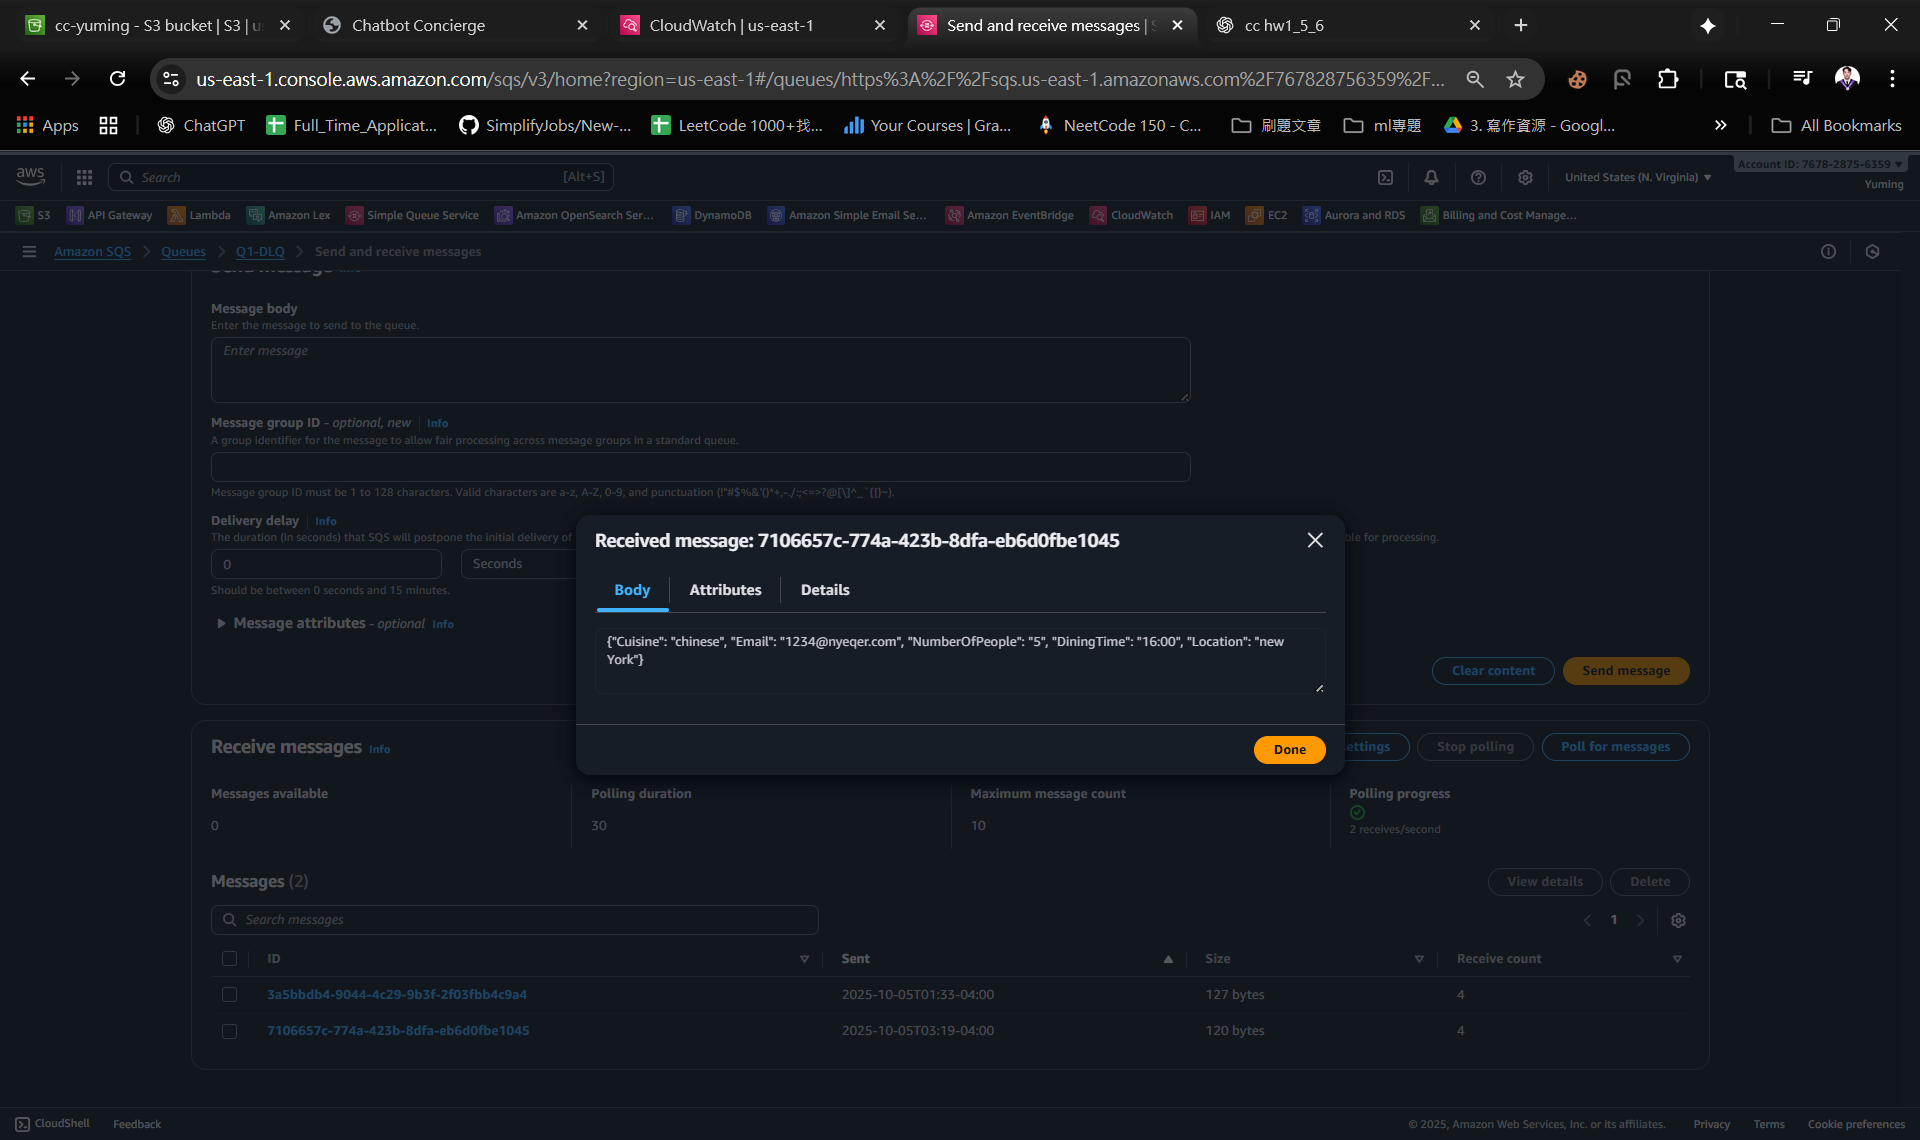 cc-yuming - S3 bucket | S3 | u
Chatbot Concierge
CloudWatch | us-east-1
Send and receive messages |
cc hw1_5_6
us-east-1.console.aws.amazon.com/sqs/v3/home?region=us-east-1#/queues/https%3A%2F%2Fsqs.us-east-1.amazonaws.com%2F767828756359%2F...
Apps
ChatGPT
Full_Time_Applicat...
SimplifyJobs/New-...
LeetCode 1000+找...
Your Courses | Gra...
NeetCode 150 - C...
刷題文章
ml專題
3. 寫作資源 - Googl...
All Bookmarks
aws
Search
[Alt+S]
United States (N. Virginia)
Account ID: 7678-2875-6359
Yuming
S3
API Gateway
Lambda
Amazon Lex
Simple Queue Service
Amazon OpenSearch Ser...
DynamoDB
Amazon Simple Email Se...
Amazon EventBridge
CloudWatch
IAM
EC2
Aurora and RDS
Billing and Cost Manage...
Amazon SQS
Queues
Q1-DLQ
Send and receive messages
Send message Info
Message body
Enter the message to send to the queue.
Enter message
Message group ID - optional, new
Info
A group identifier for the message to allow fair processing across message groups in a standard queue.
Message group ID must be 1 to 128 characters. Valid characters are a-z, A-Z, 0-9, and punctuation (!"#$%&'()*+,-./:;<=>?@[\]^_`{|}~).
Delivery delay
Info
The duration (in seconds) that SQS will postpone the initial delivery of
ble for processing.
0
Seconds
Should be between 0 seconds and 15 minutes.
Message attributes - optional Info
Clear content
Send message
Received message: 7106657c-774a-423b-8dfa-eb6d0fbe1045
Body
Attributes
Details
{"Cuisine": "chinese", "Email": "1234@nyeqer.com", "NumberOfPeople": "5", "DiningTime": "16:00", "Location": "new
York"}
Done
Receive messages Info
ettings
Stop polling
Poll for messages
Messages available
0
Polling duration
30
Maximum message count
10
Polling progress
2 receives/second
Messages (2)
View details
Delete
Search messages
1
ID
Sent
Size
Receive count
3a5bbdb4-9044-4c29-9b3f-2f03fbb4c9a4
2025-10-05T01:33-04:00
127 bytes
4
7106657c-774a-423b-8dfa-eb6d0fbe1045
2025-10-05T03:19-04:00
120 bytes
4
CloudShell
Feedback
© 2025, Amazon Web Services, Inc. or its affiliates.
Privacy
Terms
Cookie preferences